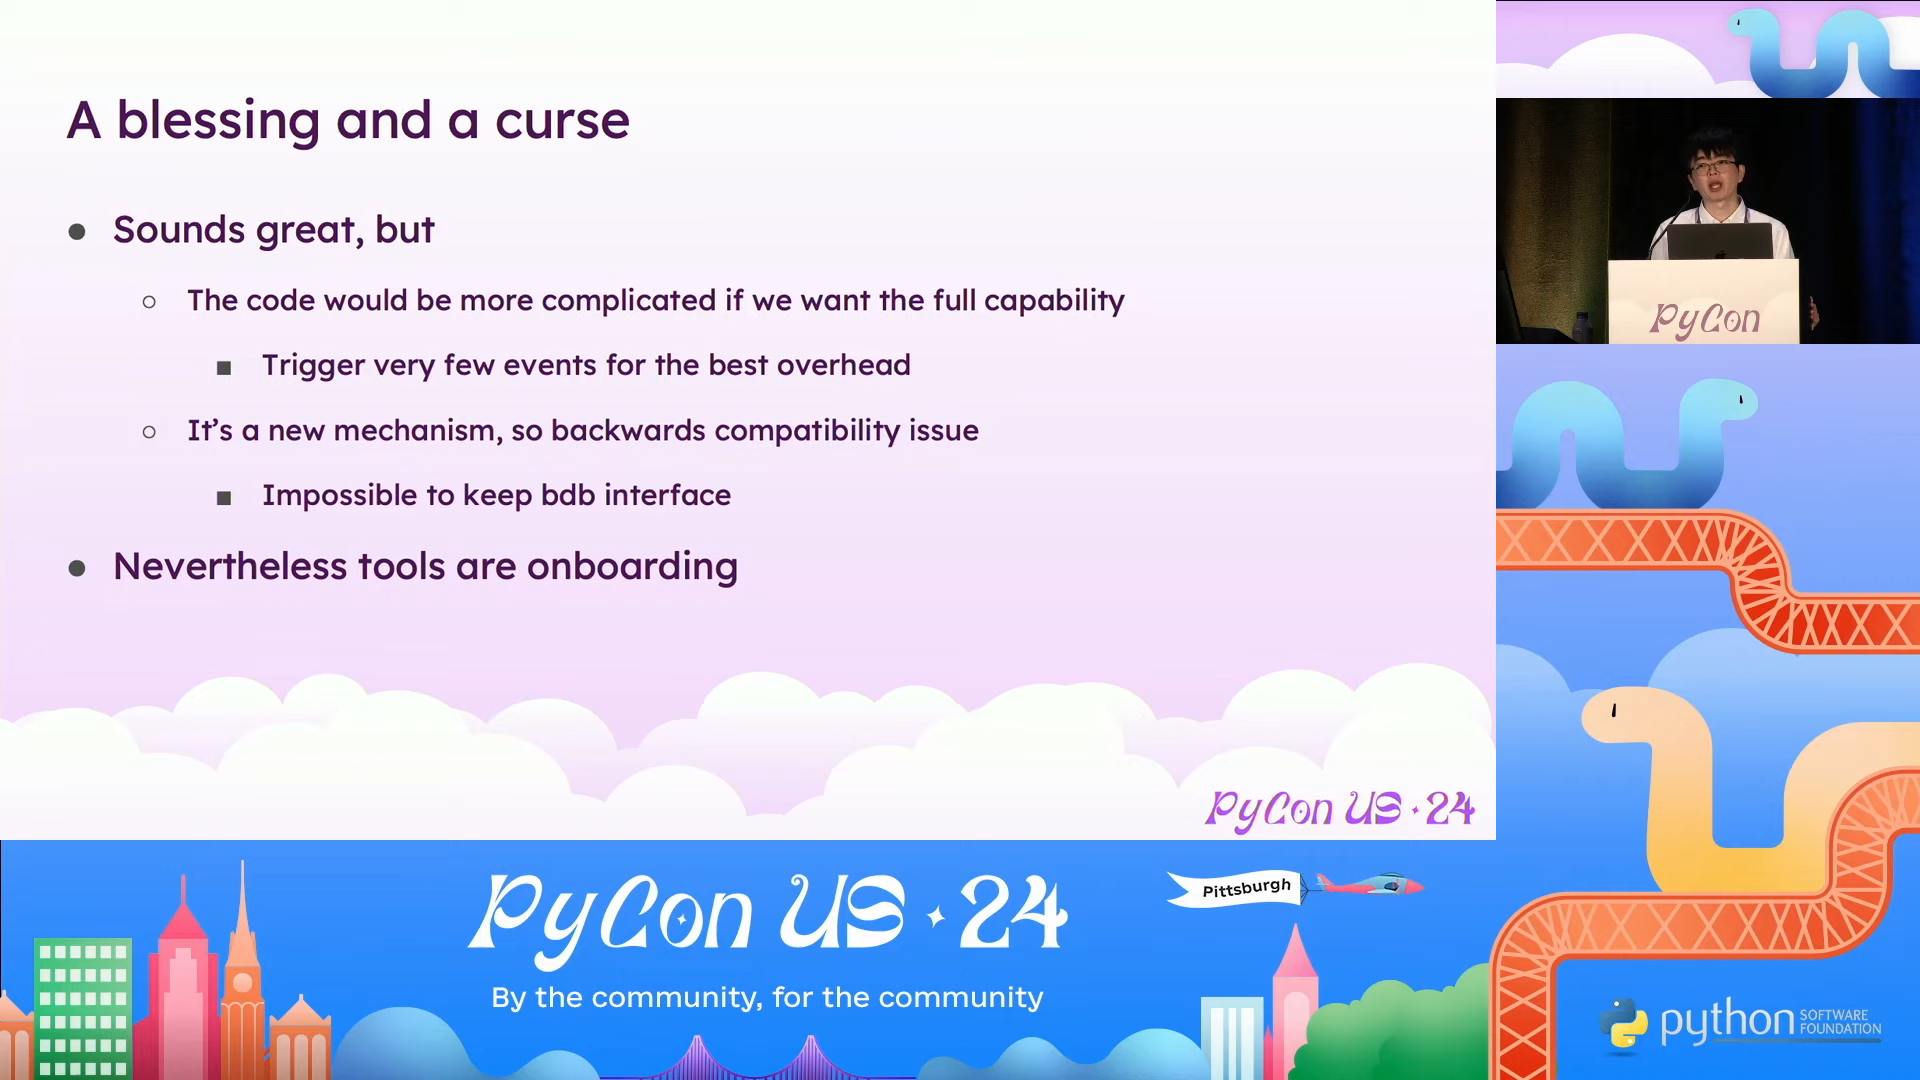 A blessing and a curse
Sounds great, but
The code would be more complicated if we want the full capability
Trigger very few events for the best overhead
It's a new mechanism, so backwards compatibility issue
Impossible to keep bdb interface
Nevertheless tools are onboarding
PyCon US 24
PyCon
PyCon US 24
By the community, for the community
Pittsburgh
python SOFTWARE
FOUNDATION